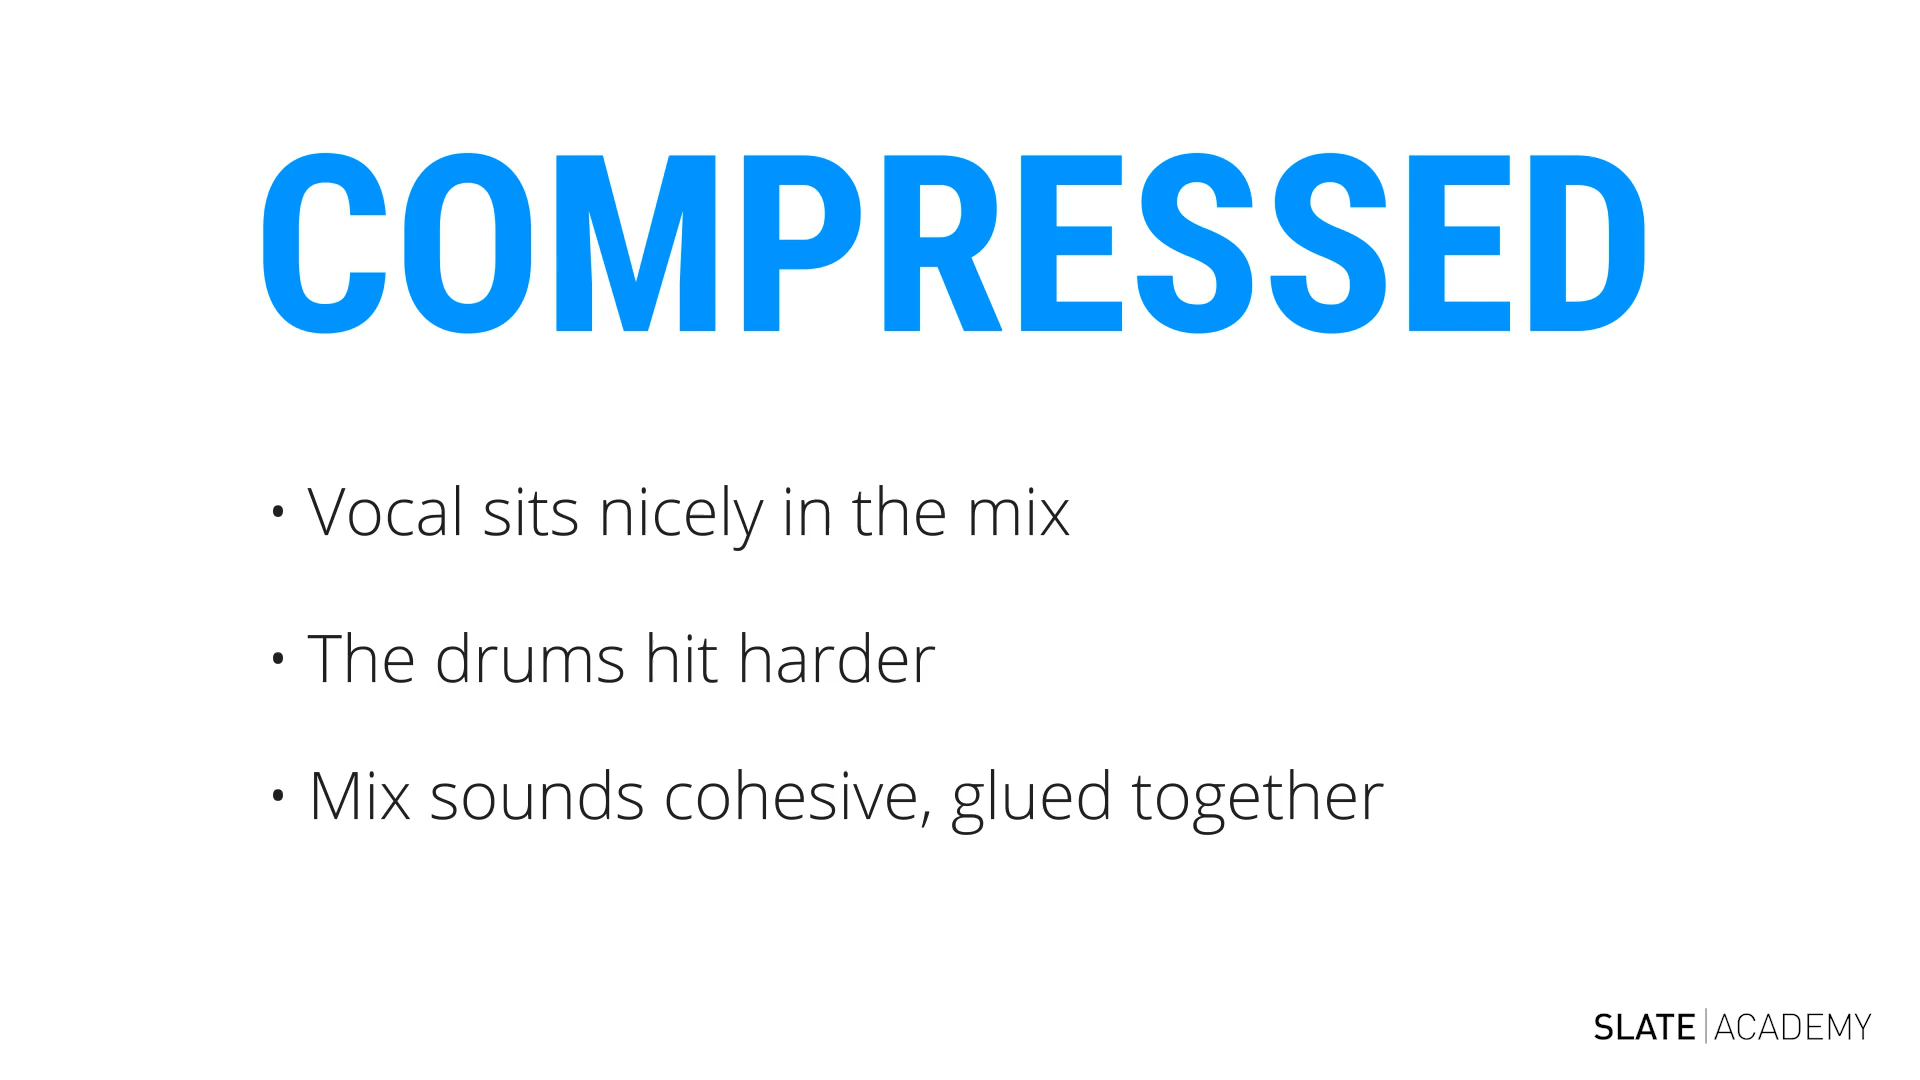 COMPRESSED
• Vocal sits nicely in the mix
• The drums hit harder
• Mix sounds cohesive, glued together
SLATE | ACADEMY